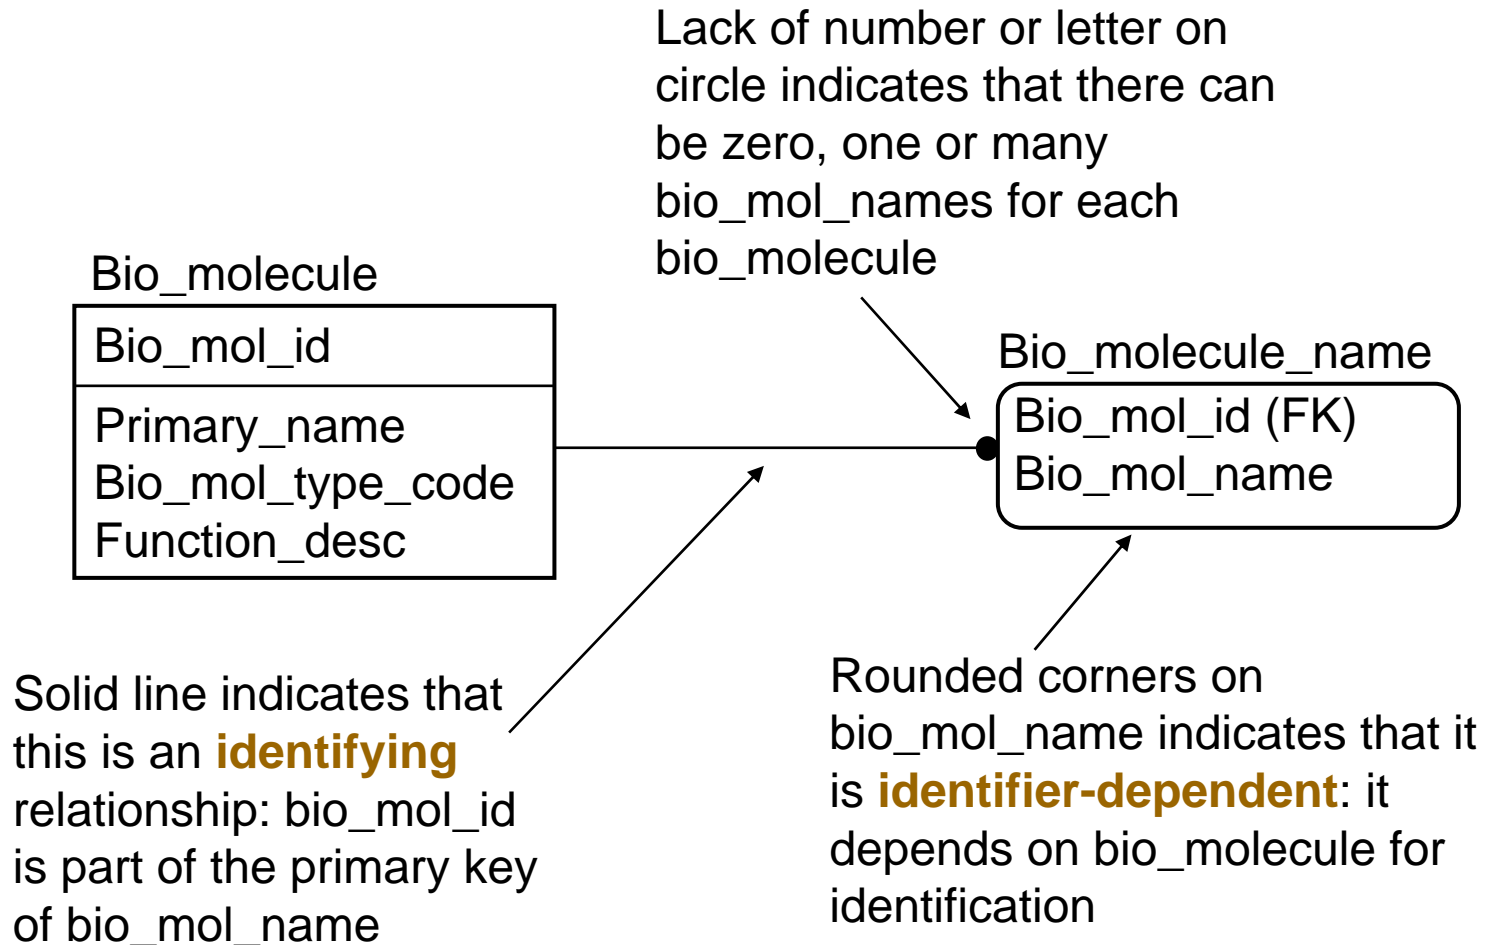 Lack of number or letter on
circle indicates that there can
be zero, one or many
bio_mol_names for each
bio_molecule
Bio_molecule
Bio_mol_id
Primary_name
Bio_mol_type_code
Function_desc
Bio_molecule_name
Bio_mol_id (FK)
Bio_mol_name
Solid line indicates that
this is an identifying
relationship: bio_mol_id
is part of the primary key
of bio_mol_name
Rounded corners on
bio_mol_name indicates that it
is identifier-dependent: it
depends on bio_molecule for
identification